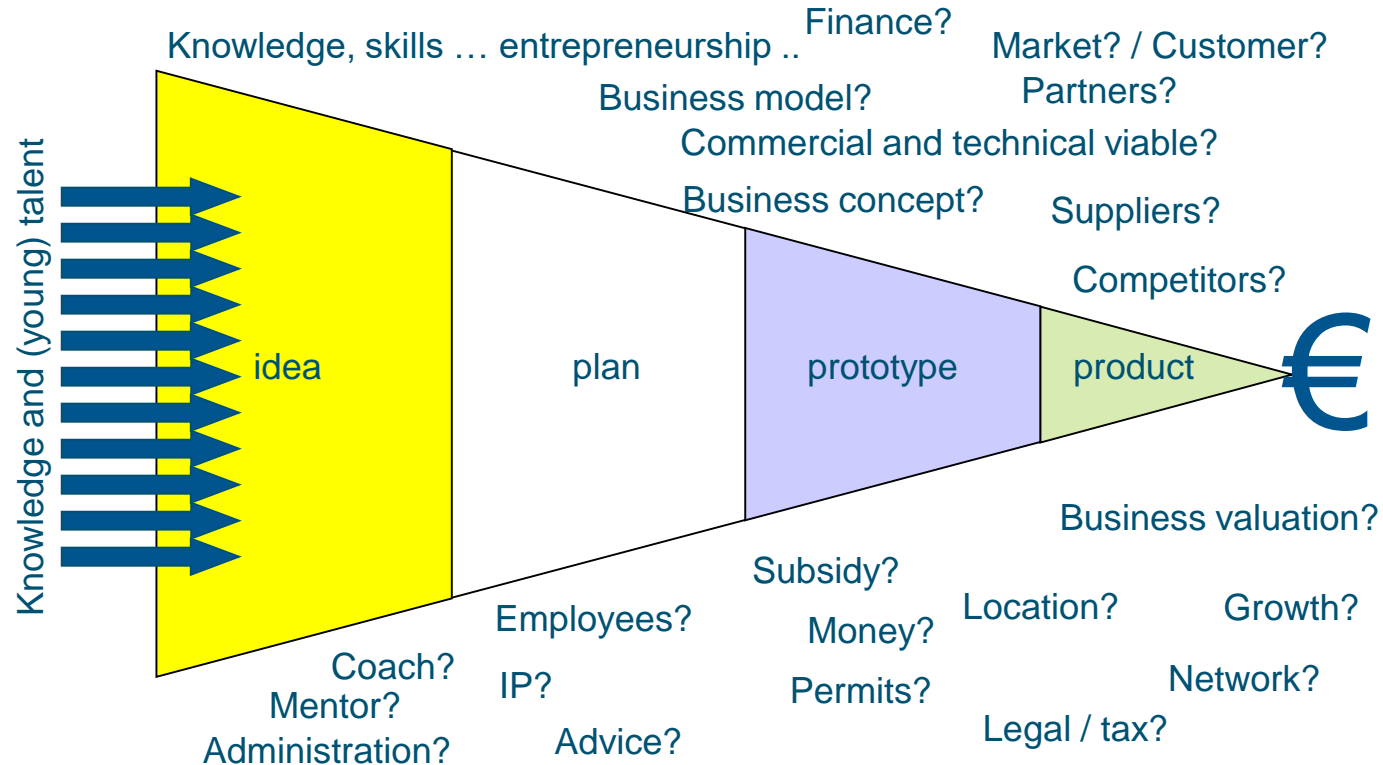 Finance?
Knowledge, skills … entrepreneurship ..
Market? / Customer?
Business model?
Partners?
Commercial and technical viable?
Business concept?
Suppliers?
Competitors?
Knowledge and (young) talent
idea
plan
prototype
product
€
Business valuation?
Subsidy?
Employees?
Location?
Growth?
Money?
Coach?
IP?
Permits?
Network?
Mentor?
Legal / tax?
Administration?
Advice?